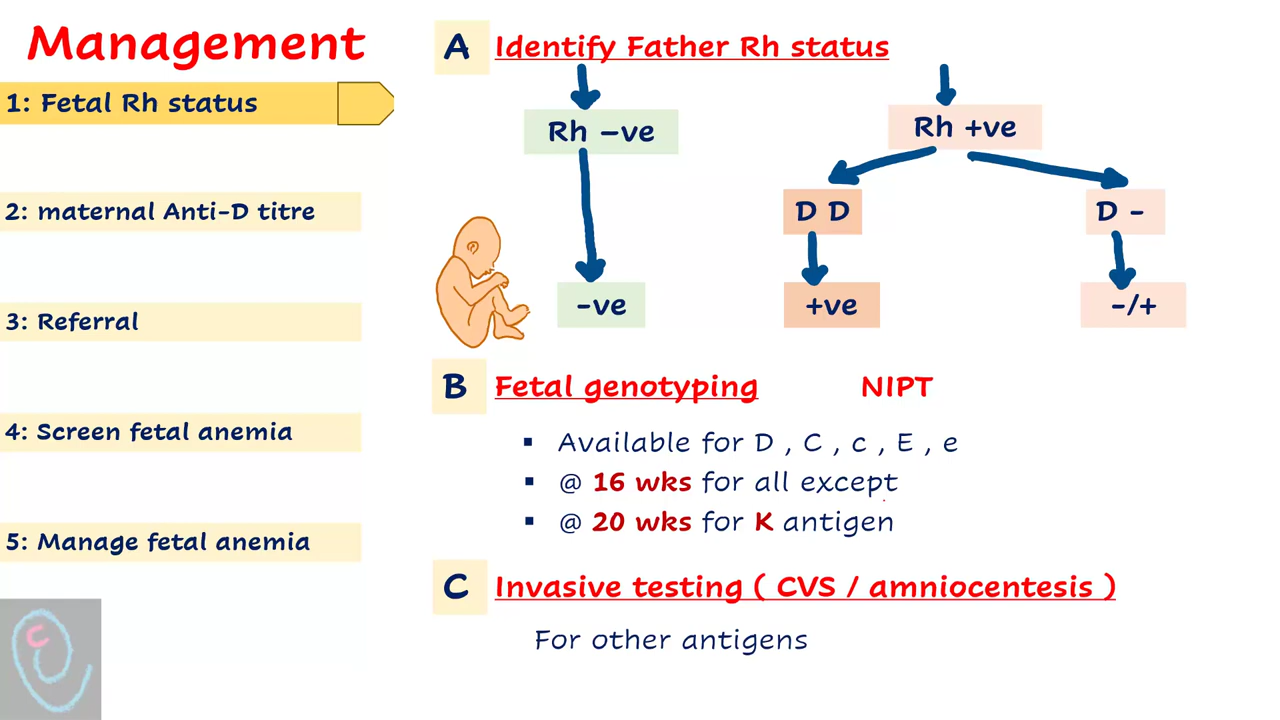 Management
1: Fetal Rh status
2: maternal Anti-D titre
3: Referral
4: Screen fetal anemia
5: Manage fetal anemia
A Identify Father Rh status
Rh –ve
Rh +ve
D D
D -
-ve
+ve
-/+
B Fetal genotyping NIPT
▪ Available for D , C , c , E , e
▪ @ 16 wks for all except
▪ @ 20 wks for K antigen
C Invasive testing ( CVS / amniocentesis )
For other antigens